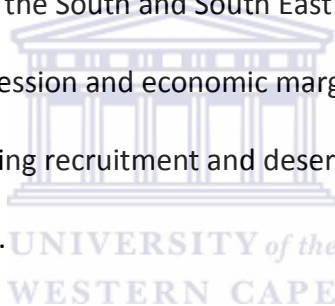 the South and South East
ession and economic marg
ing recruitment and deser
.
UNIVERSITY of the
WESTERN CAPE